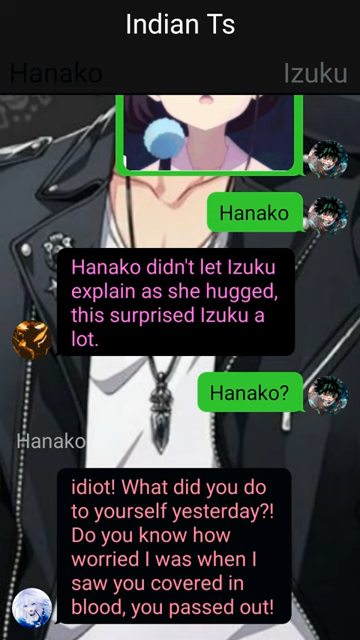 Indian Ts
Hanako
Izuku
Hanako
Hanako didn't let Izuku
explain as she hugged,
this surprised Izuku a
lot.
Hanako?
Hanako
idiot! What did you do
to yourself yesterday?!
Do you know how
worried I was when I
saw you covered in
blood, you passed out!